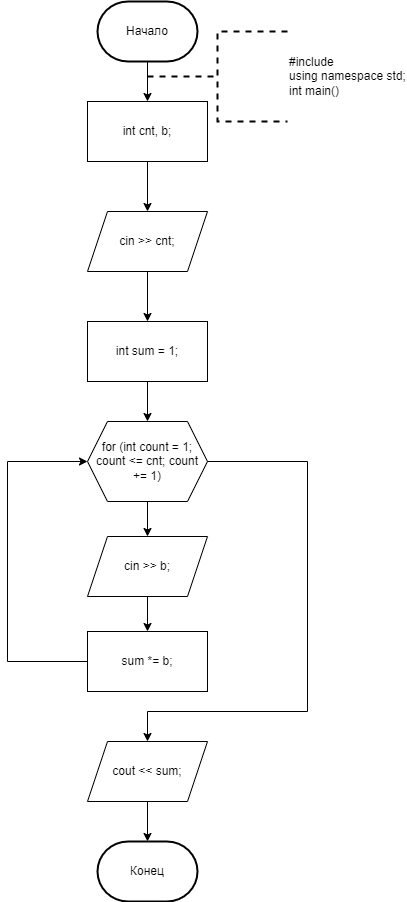 Начало
#include
using namespace std;
int main()
int cnt, b;
cin >> cnt;
int sum = 1;
for (int count = 1;
count <= cnt; count
+= 1)
cin >> b;
sum *= b;
cout << sum;
Конец